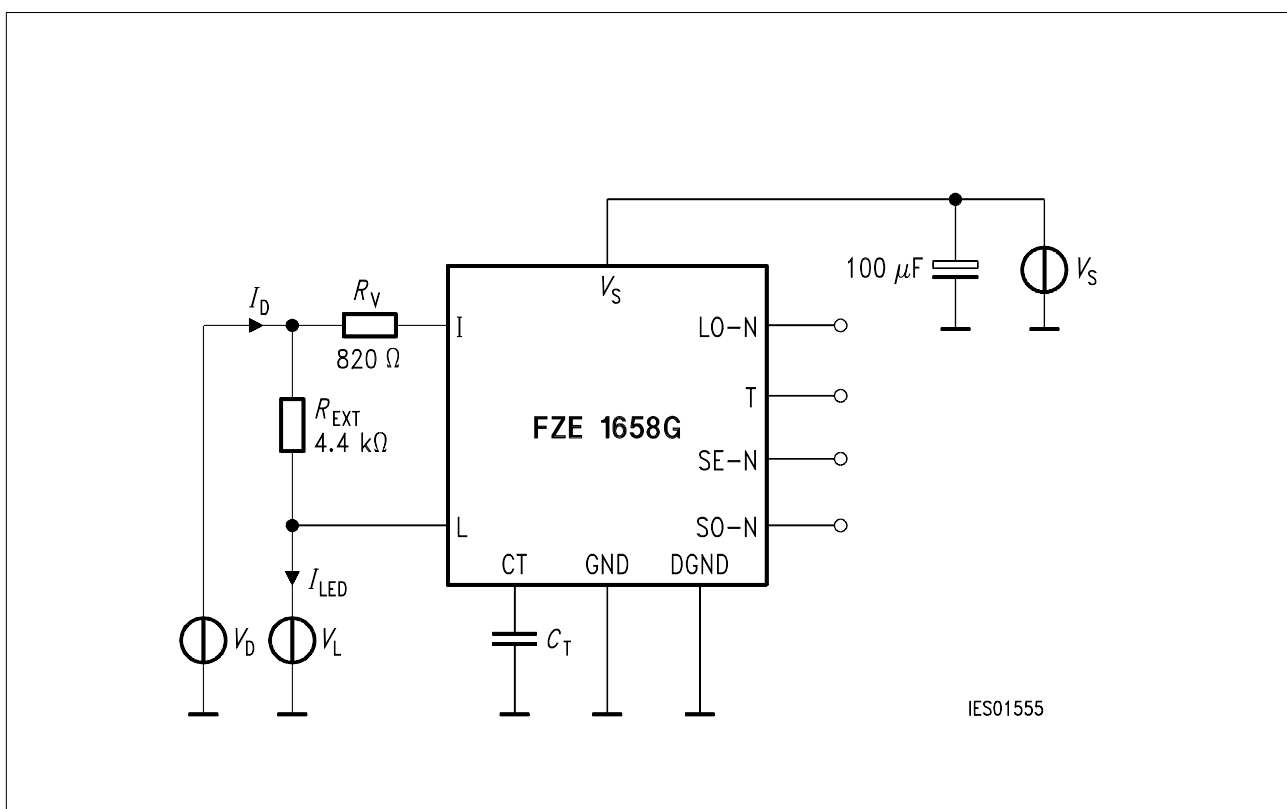 100 μF
V_S
V_S
I_D
R_V
I
LO-N
820 Ω
T
R_EXT
4.4 kΩ
FZE 1658G
SE-N
L
SO-N
CT
GND
DGND
I_LED
V_D
V_L
C_T
IES01555